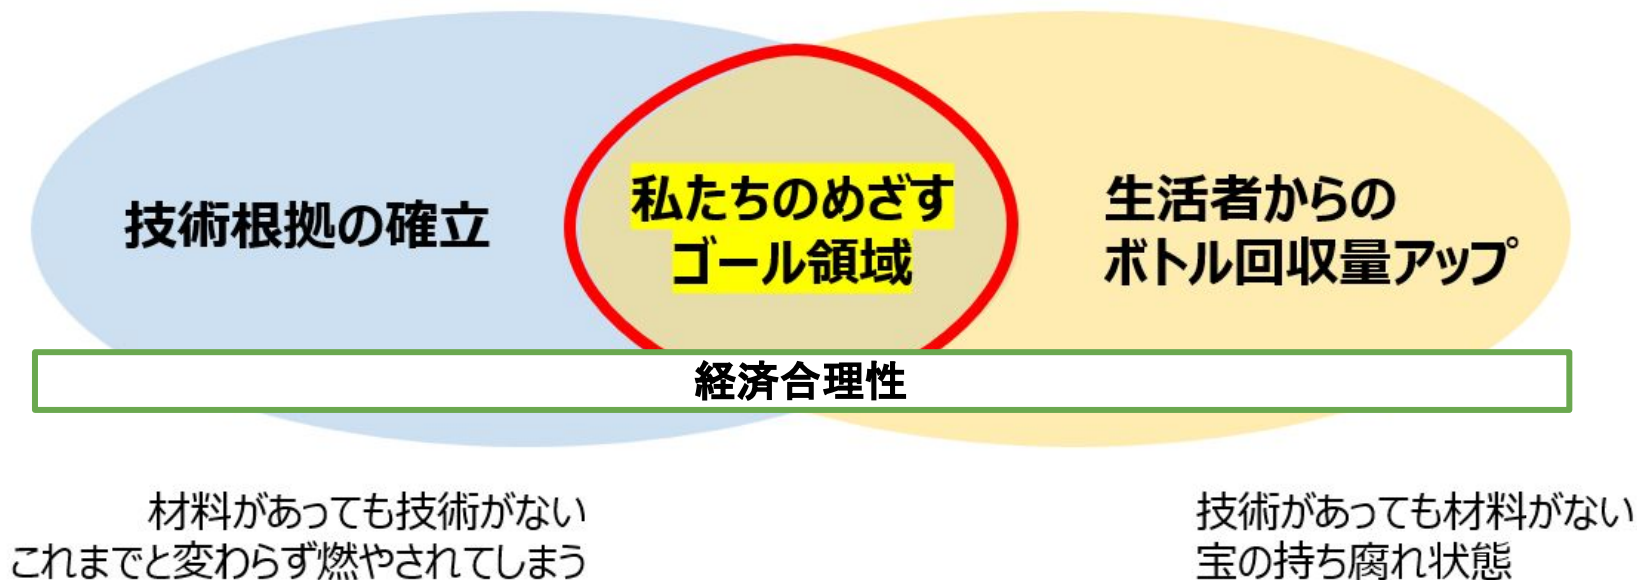 技術根拠の確立
私たちのめざす
ゴール領域
生活者からの
ボトル回収量アップ
経済合理性
材料があっても技術がない
これまでと変わらず燃やされてしまう
技術があっても材料がない
宝の持ち腐れ状態